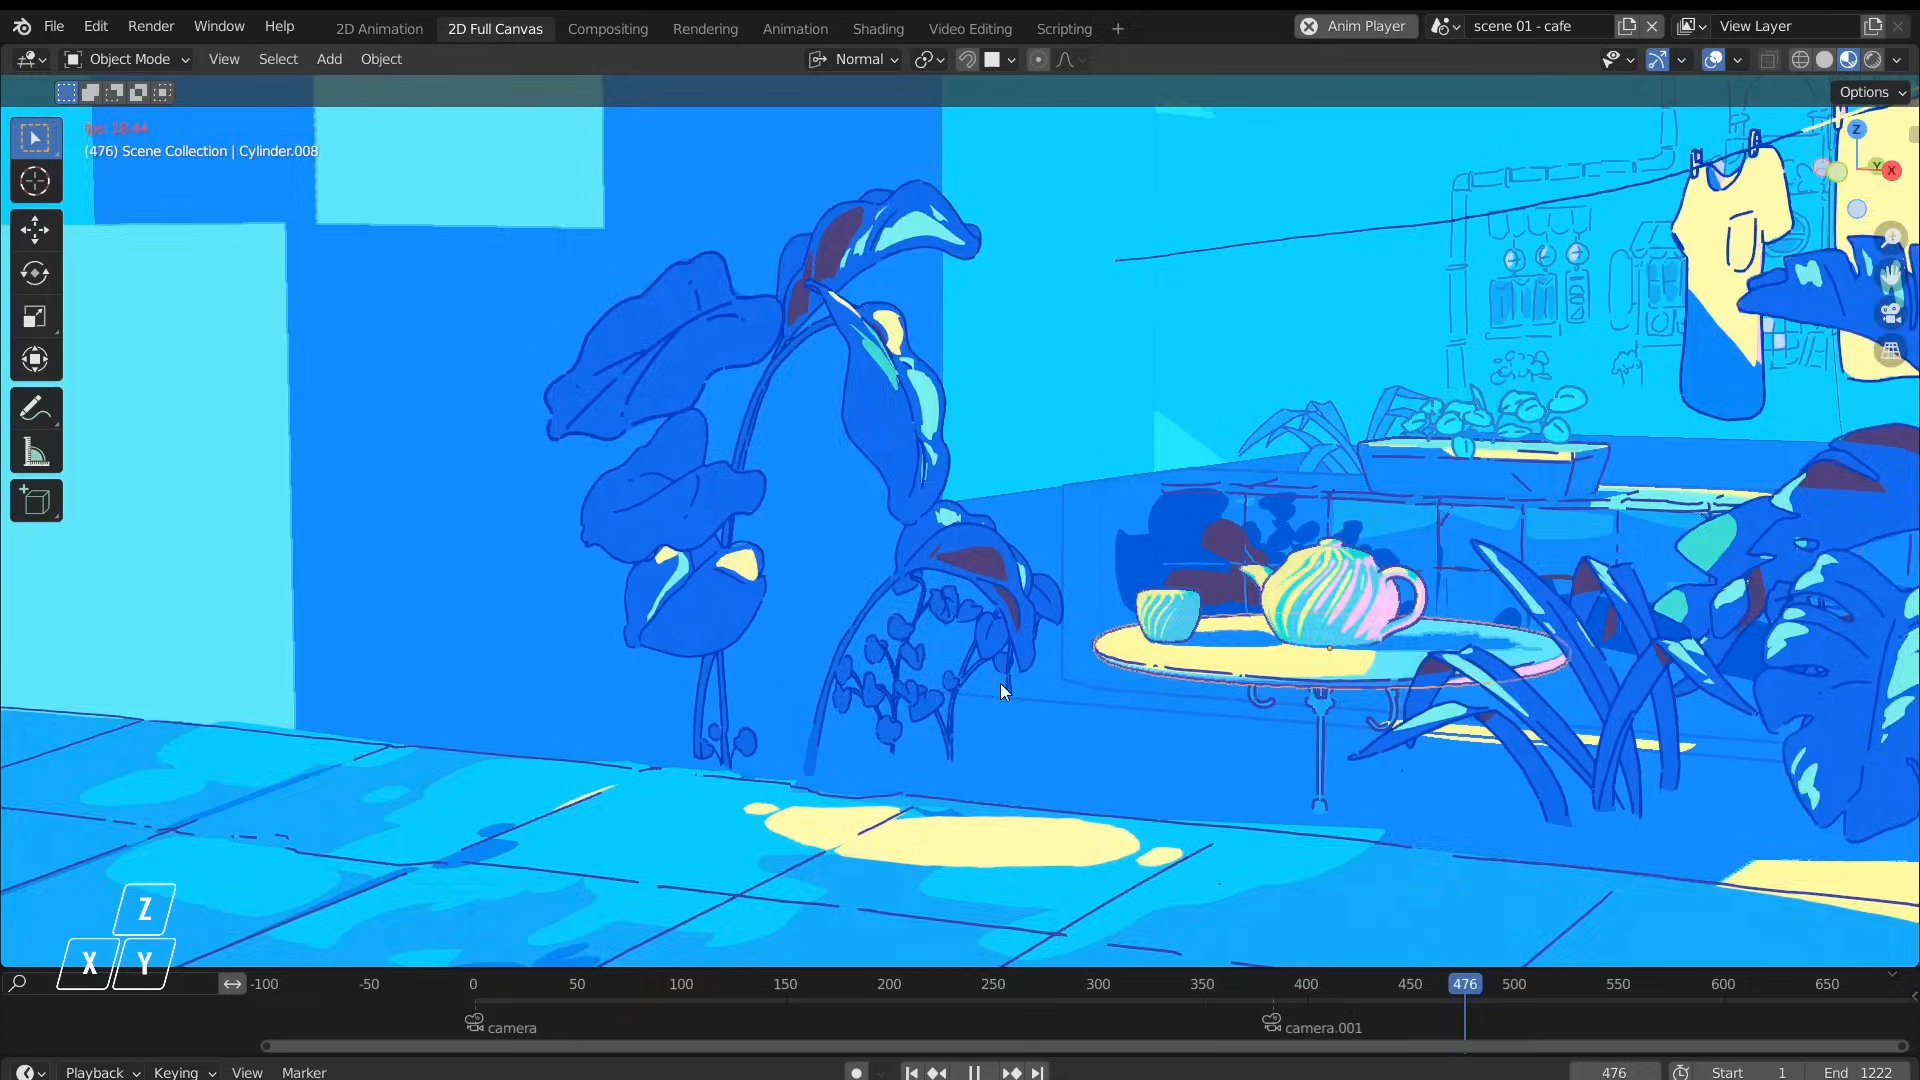 File Edit Render Window Help 2D Animation 2D Full Canvas Compositing Rendering Animation Shading Video Editing Scripting Anim Player scene 01 - cafe View Layer
Object Mode View Select Add Object Normal
Options
fps: 18.44
(476) Scene Collection | Cylinder.008
Z
Y
X
Z
X Y
-100 -50 0 50 100 150 200 250 300 350 400 450 476 500 550 600 650
camera camera.001
Playback Keying View Marker 476 Start 1 End 1222